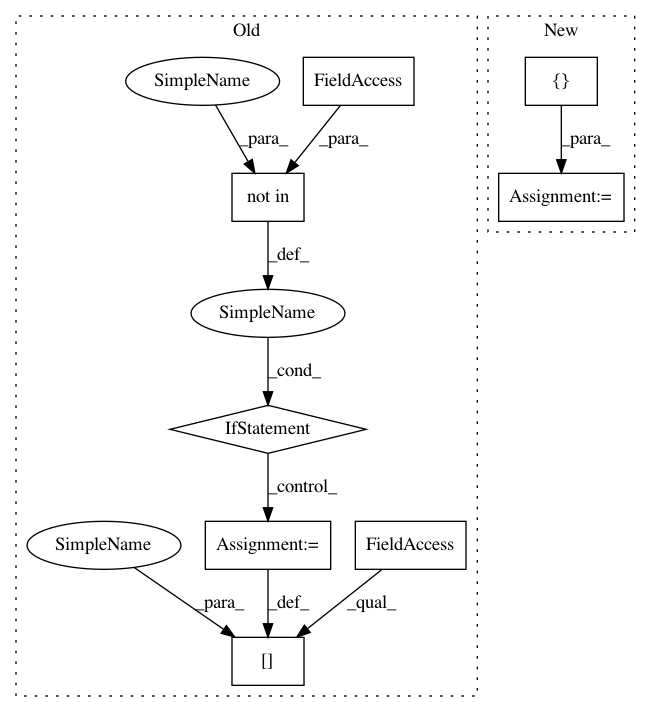 Old
New
SimpleName
FieldAccess
{}
_para_
_para_
_para_
not in
Assignment:=
_def_
SimpleName
_cond_
IfStatement
_control_
SimpleName
Assignment:=
FieldAccess
_para_
_def_
_qual_
[]